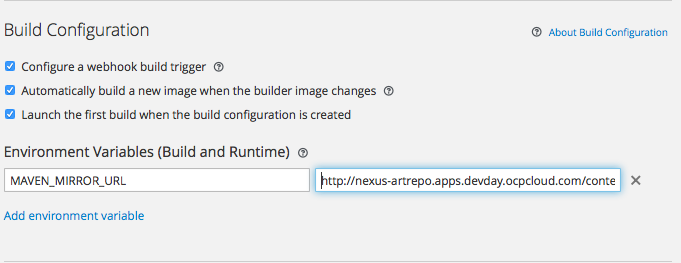 Build Configuration
About Build Configuration
Configure a webhook build trigger
Automatically build a new image when the builder image changes
Launch the first build when the build configuration is created
Environment Variables (Build and Runtime)
MAVEN_MIRROR_URL http://nexus-artrepo.apps.devday.ocpcloud.com/conte
Add environment variable